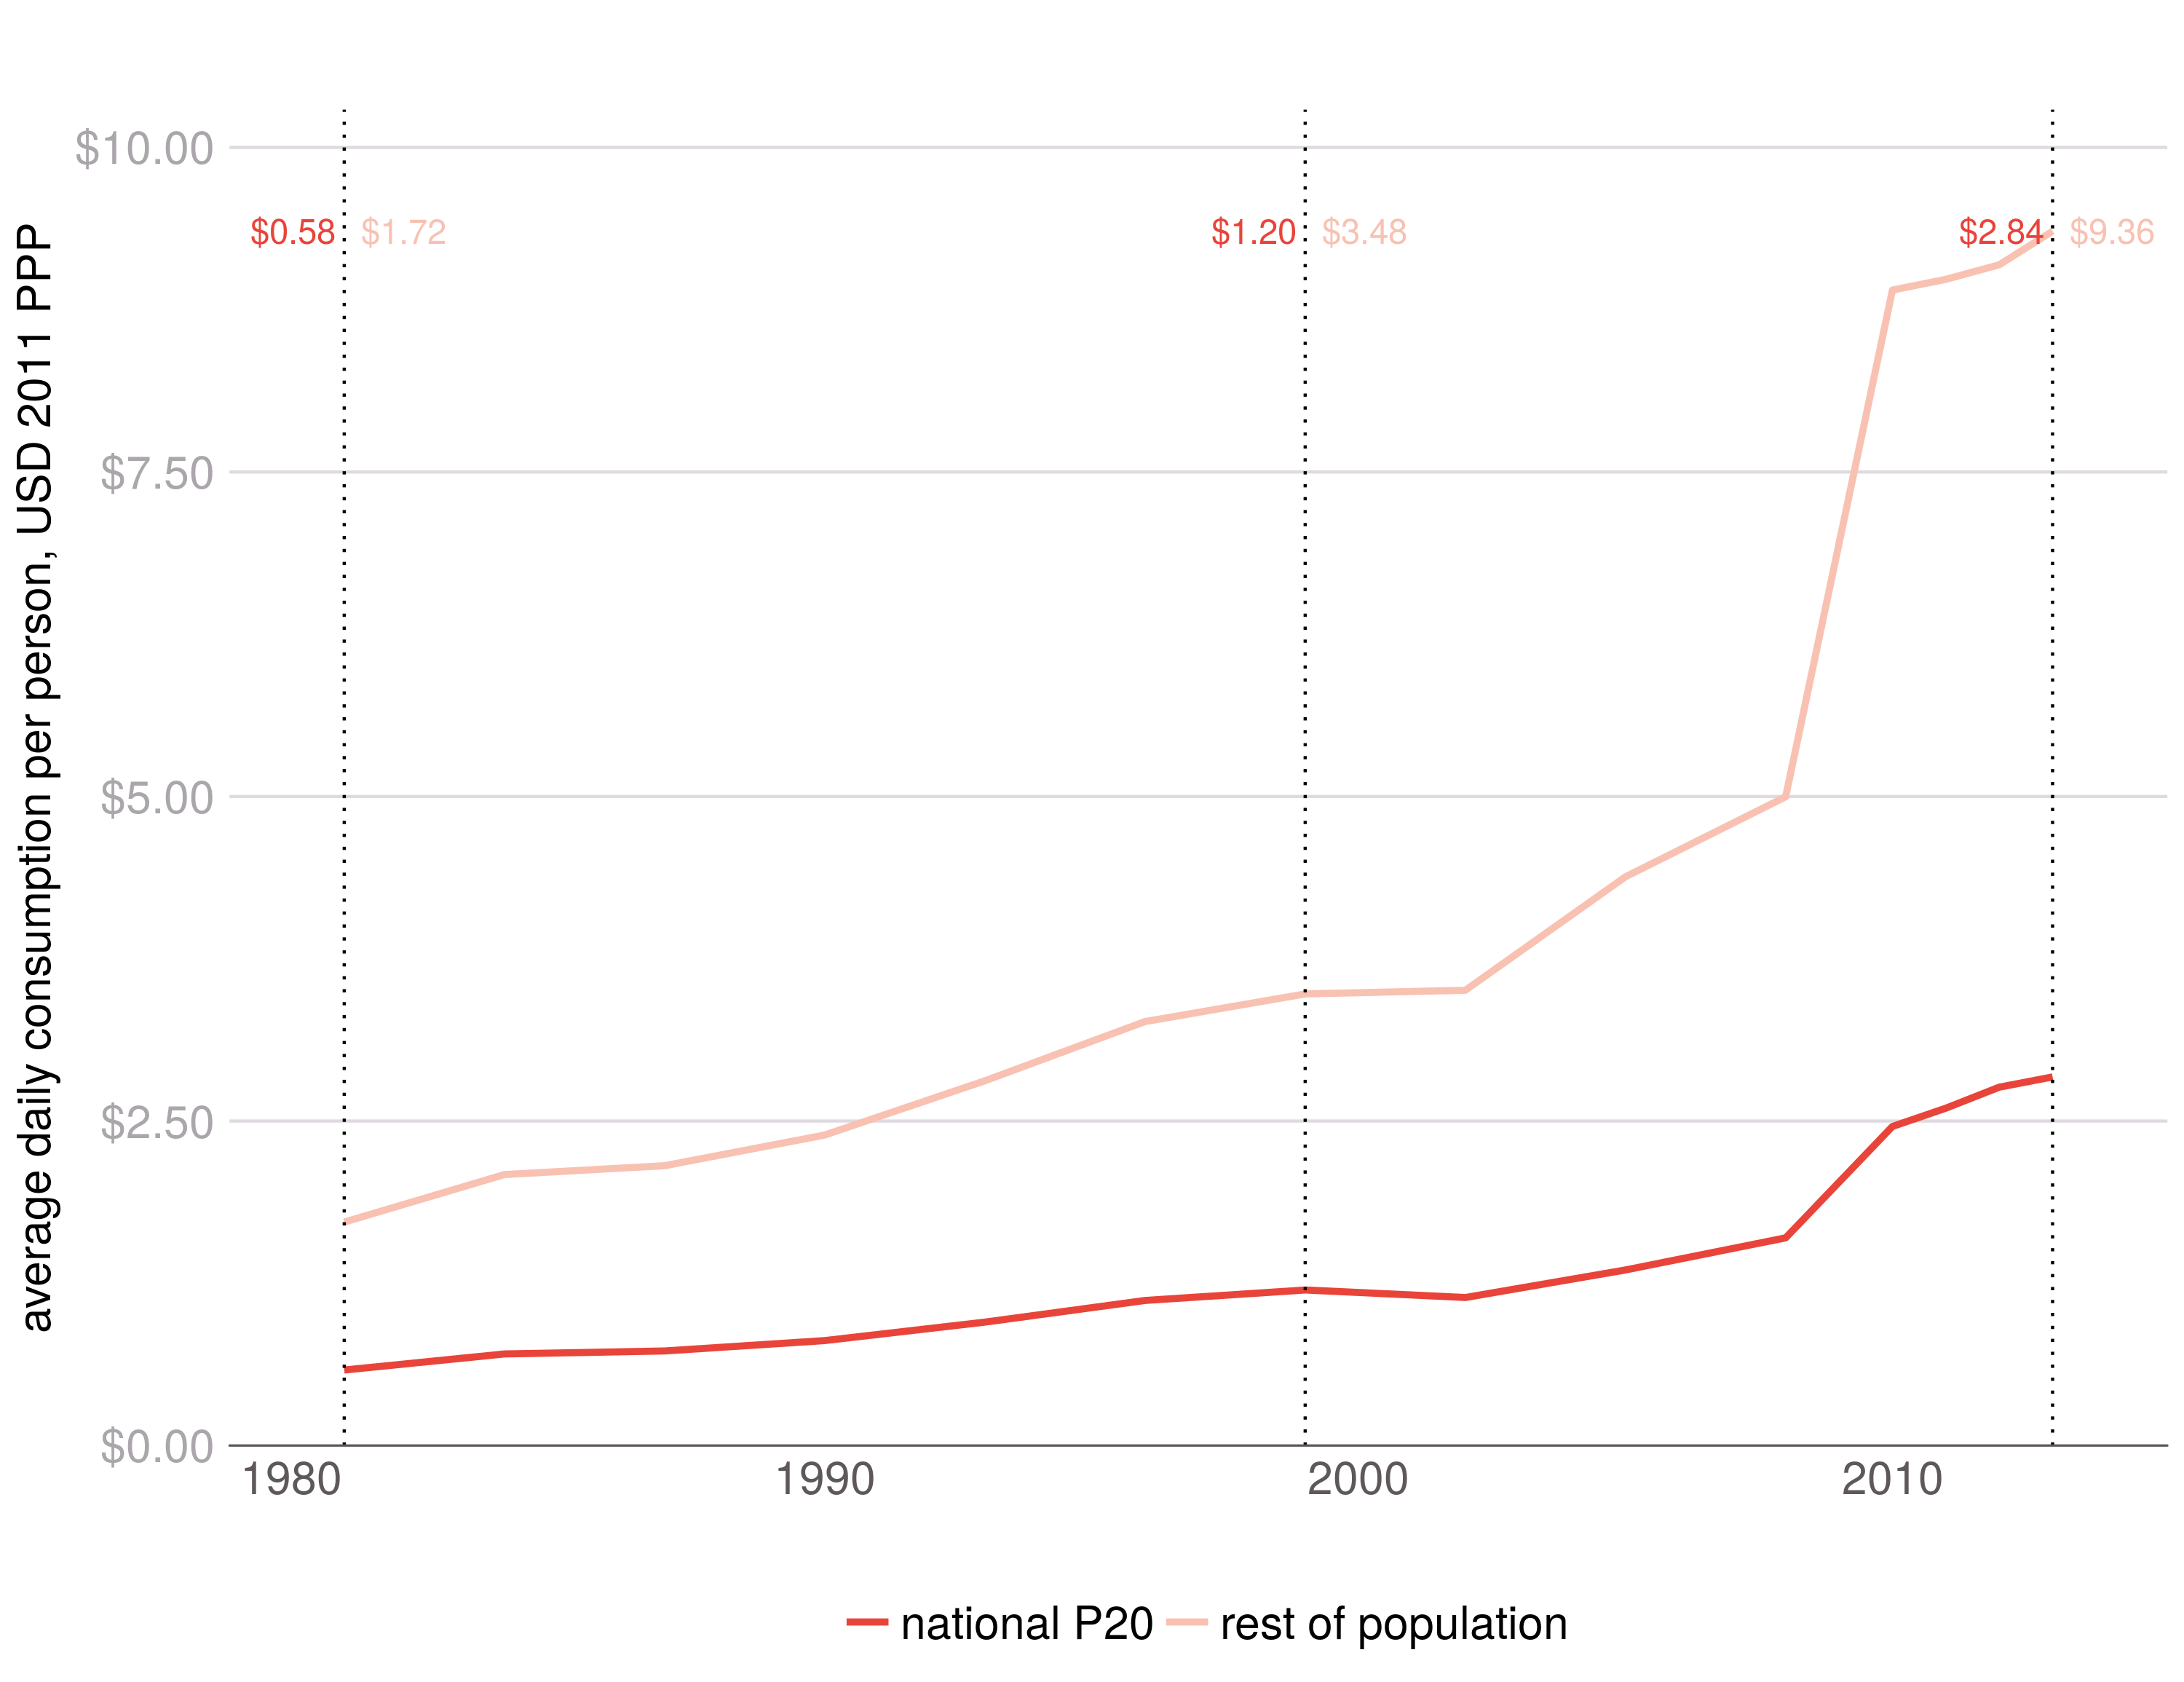 average daily consumption per person, USD 2011 PPP
$10.00
$7.50
$5.00
$2.50
$0.00
$0.58 $1.72
$1.20 $3.48
$2.84 $9.36
1980 1990 2000 2010
national P20 rest of population